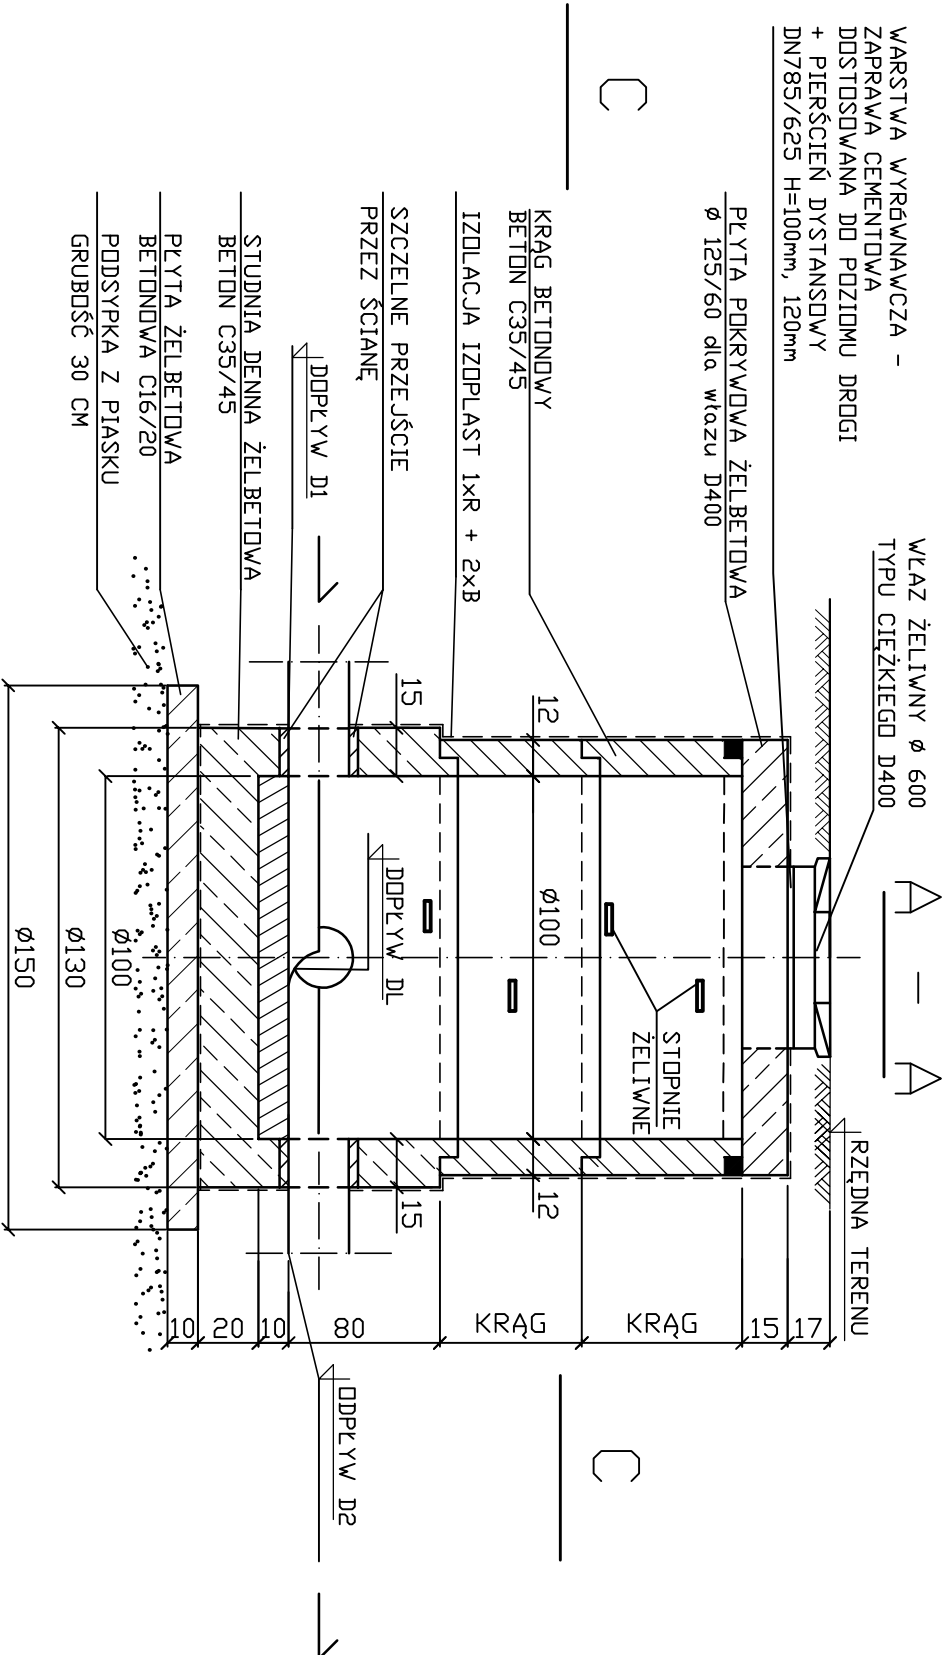 WARSTWA WYRÓWNAWCZA -
ZAPRAWA CEMENTOWA
DOSTOSOWANA DO POZIOMU DROGI
+ PIERŚCIEŃ DYSTANSOWY
DN785/625 H=100mm, 120mm
WŁAZ ŻELIWNY Ø 600
TYPU CIĘŻKIEGO D400
A - A
RZĘDNA TERENU
PŁYTA POKRYWOWA ŻELBETOWA
Ø 125/60 dla włazu D400
KRĄG BETONOWY
BETON C35/45
IZOLACJA IZOPLAST 1xR + 2xB
SZCZELNE PRZEJŚCIE
PRZEZ ŚCIANĘ
DOPŁYW D1
STUDNIA DENNA ŻELBETOWA
BETON C35/45
PŁYTA ŻELBETOWA
BETONOWA C16/20
PODSYPKA Z PIASKU
GRUBOŚĆ 30 CM
C
C
STOPNIE
ŻELIWNE
12
Ø100
12
15
15
DOPŁYW DL
ODPŁYW D2
17
15
KRĄG
KRĄG
80
10
20
10
Ø100
Ø130
Ø150